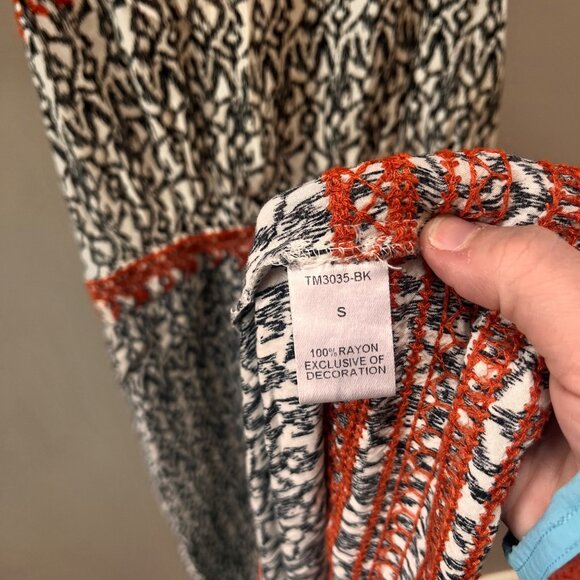 TM3035-BK
S
100% RAYON
EXCLUSIVE OF
DECORATION